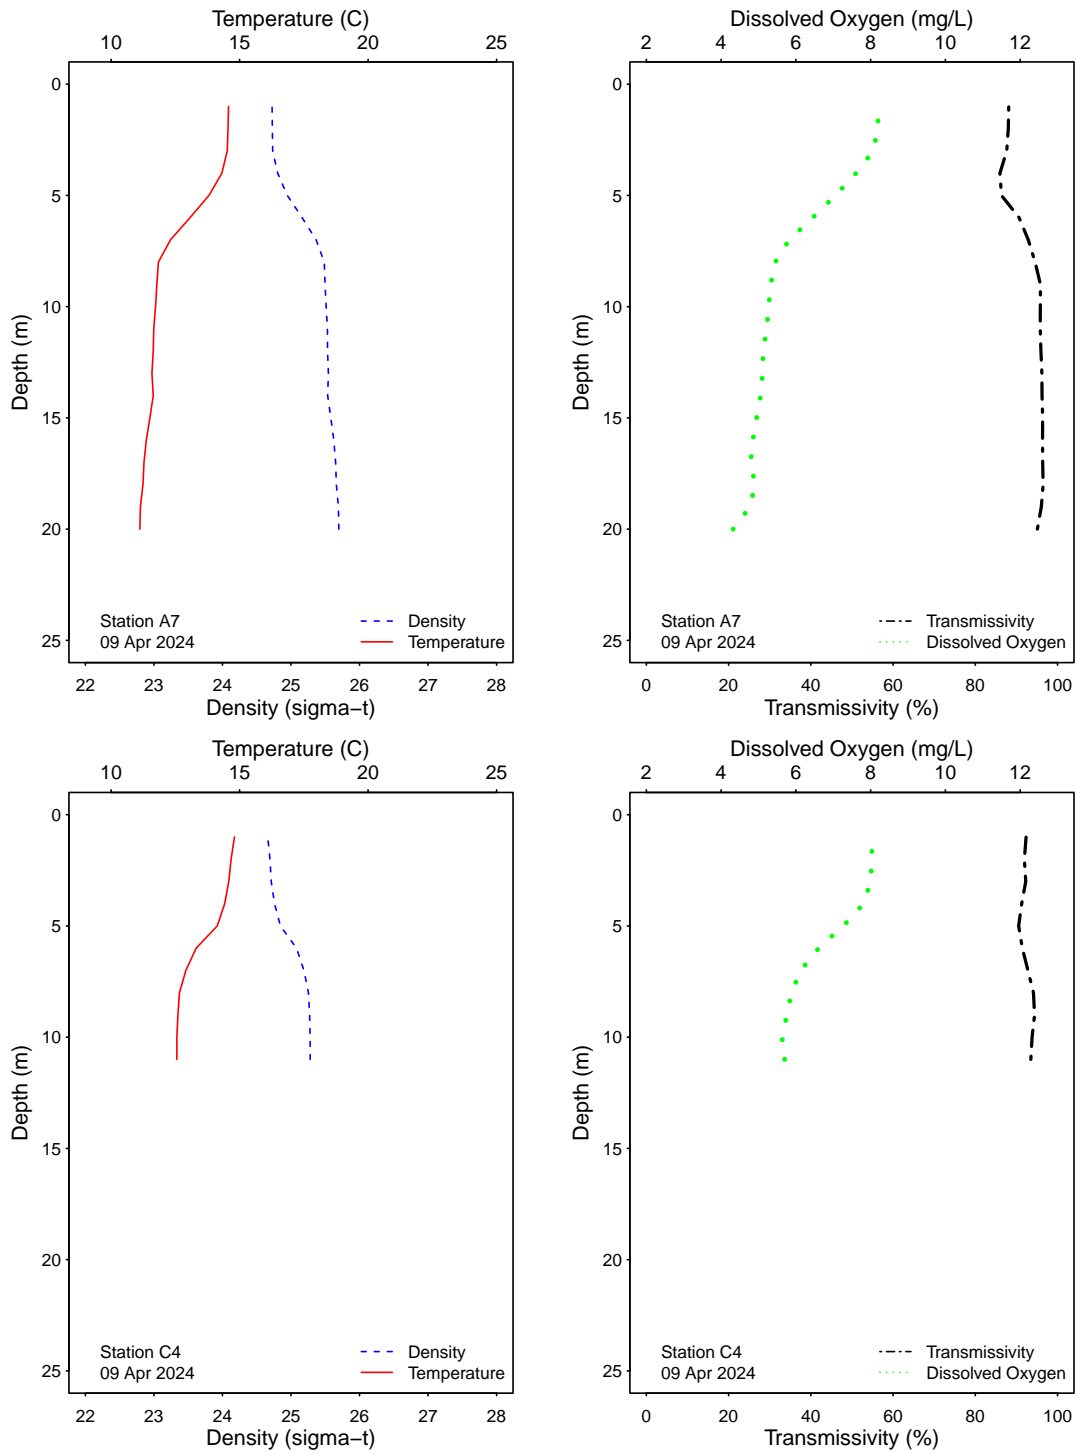 Temperature (C)
10 15 20 25
0
5
10
15
20
25
Depth (m)
Station A7
09 Apr 2024
Density
Temperature
22 23 24 25 26 27 28
Density (sigma−t)
Dissolved Oxygen (mg/L)
2 4 6 8 10 12
0
5
10
15
20
25
Depth (m)
Station A7
09 Apr 2024
Transmissivity
Dissolved Oxygen
0 20 40 60 80 100
Transmissivity (%)
Temperature (C)
10 15 20 25
0
5
10
15
20
25
Depth (m)
Station C4
09 Apr 2024
Density
Temperature
22 23 24 25 26 27 28
Density (sigma−t)
Dissolved Oxygen (mg/L)
2 4 6 8 10 12
0
5
10
15
20
25
Depth (m)
Station C4
09 Apr 2024
Transmissivity
Dissolved Oxygen
0 20 40 60 80 100
Transmissivity (%)